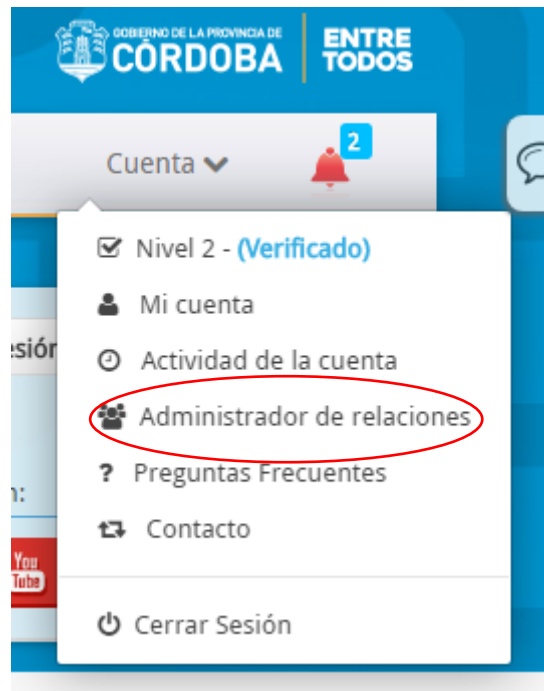 GOBIERNO DE LA PROVINCIA DE
CÓRDOBA
ENTRE
TODOS
Cuenta
2
Nivel 2 - (Verificado)
Mi cuenta
esión
Actividad de la cuenta
Administrador de relaciones
? Preguntas Frecuentes
n:
Contacto
You
Tube
Cerrar Sesión